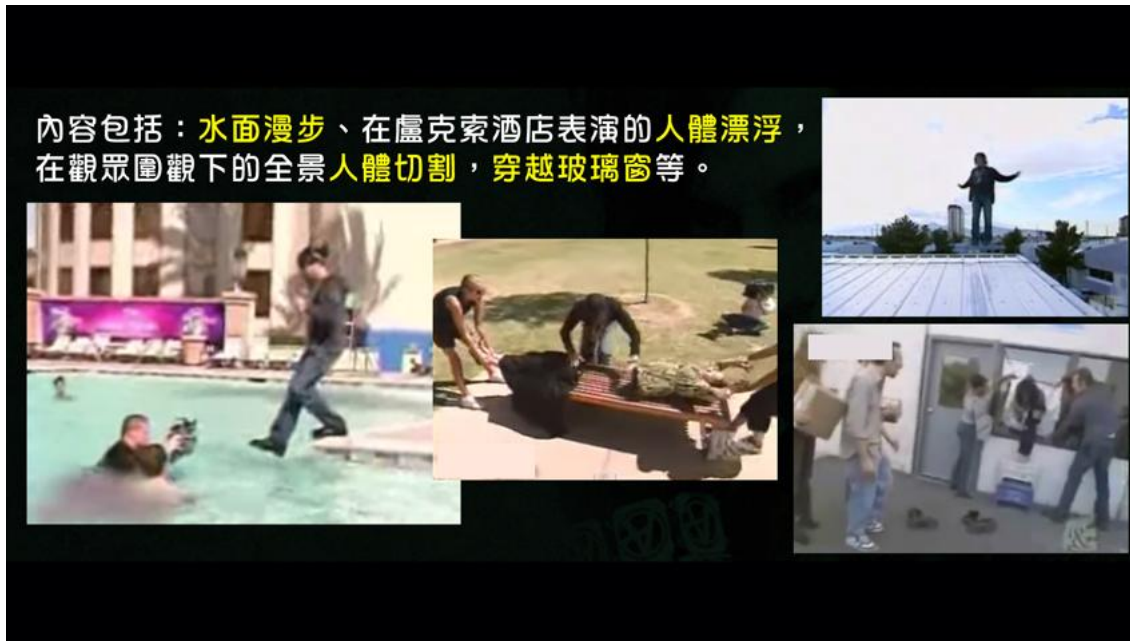 內容包括：水面漫步、在盧克索酒店表演的人體漂浮，
在觀眾圍觀下的全景人體切割，穿越玻璃窗等。